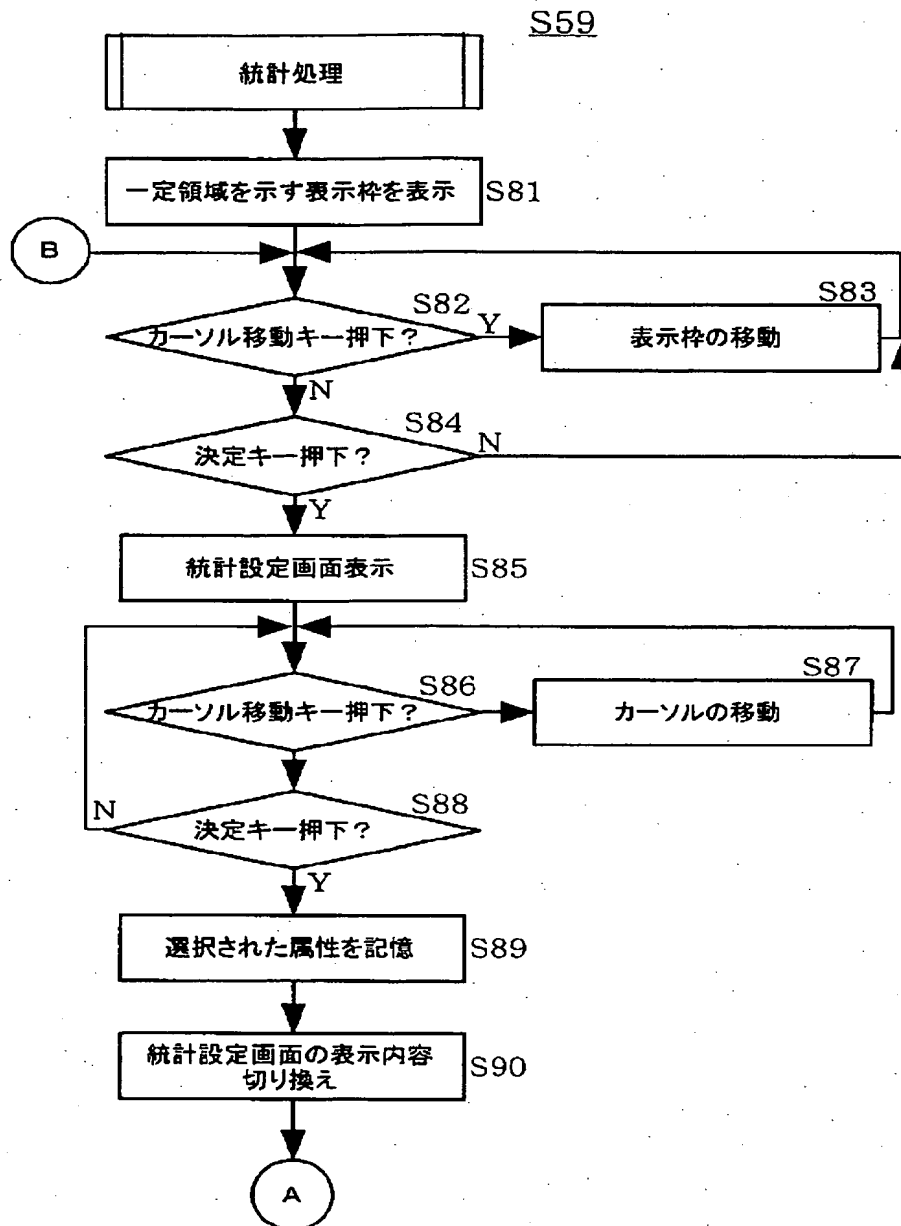 S59
統計処理
一定領域を示す表示枠を表示
S81
B
S82
カーソル移動キー押下?
Y
S83
表示枠の移動
N
S84
決定キー押下?
N
Y
統計設定画面表示
S85
S86
カーソル移動キー押下?
S87
カーソルの移動
S88
決定キー押下?
N
Y
選択された属性を記憶
S89
統計設定画面の表示内容
切り換え
S90
A